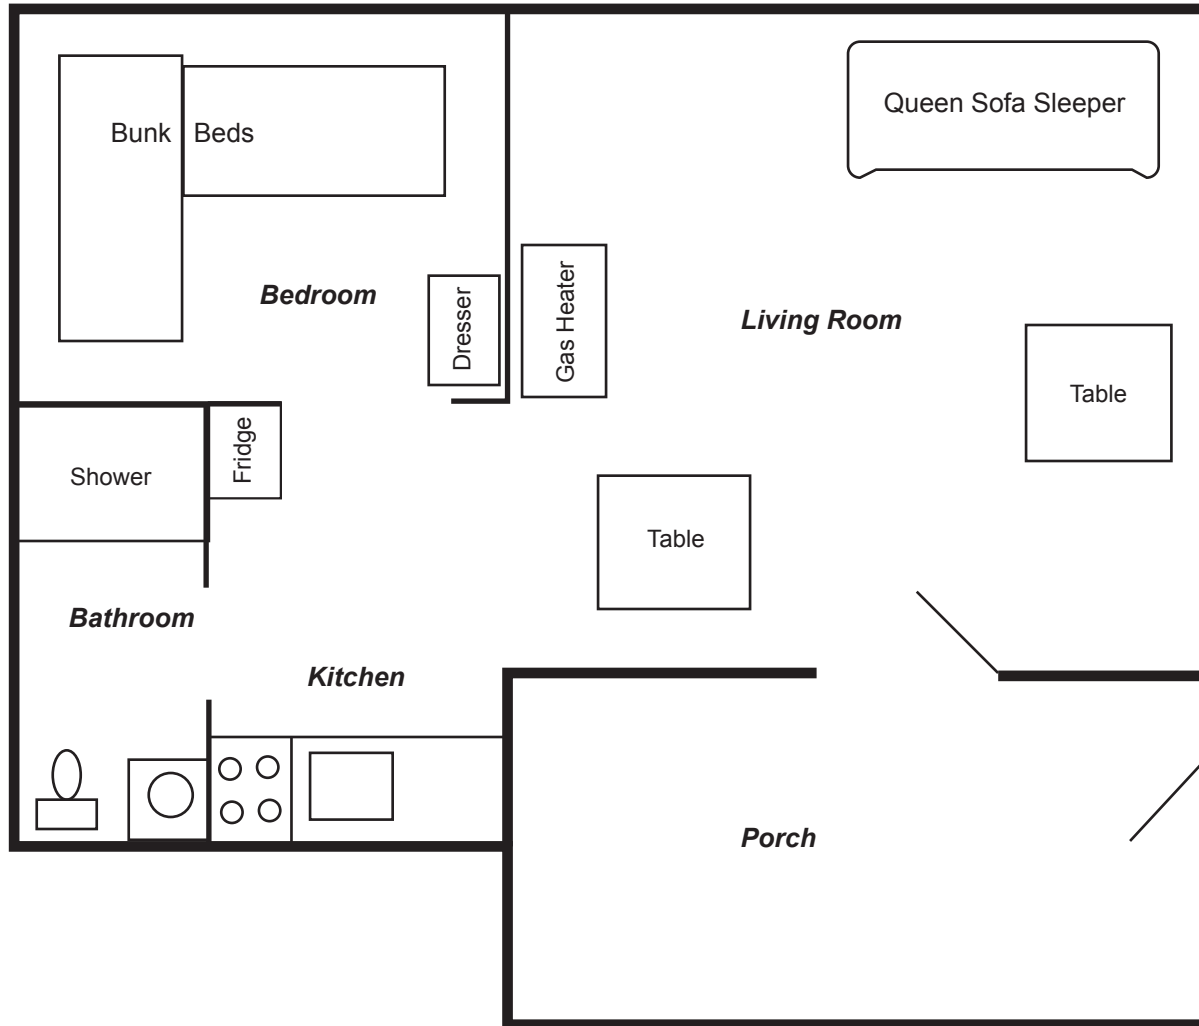 Queen Sofa Sleeper
Bunk Beds
Bedroom
Dresser
Gas Heater
Living Room
Table
Fridge
Shower
Table
Bathroom
Kitchen
Porch